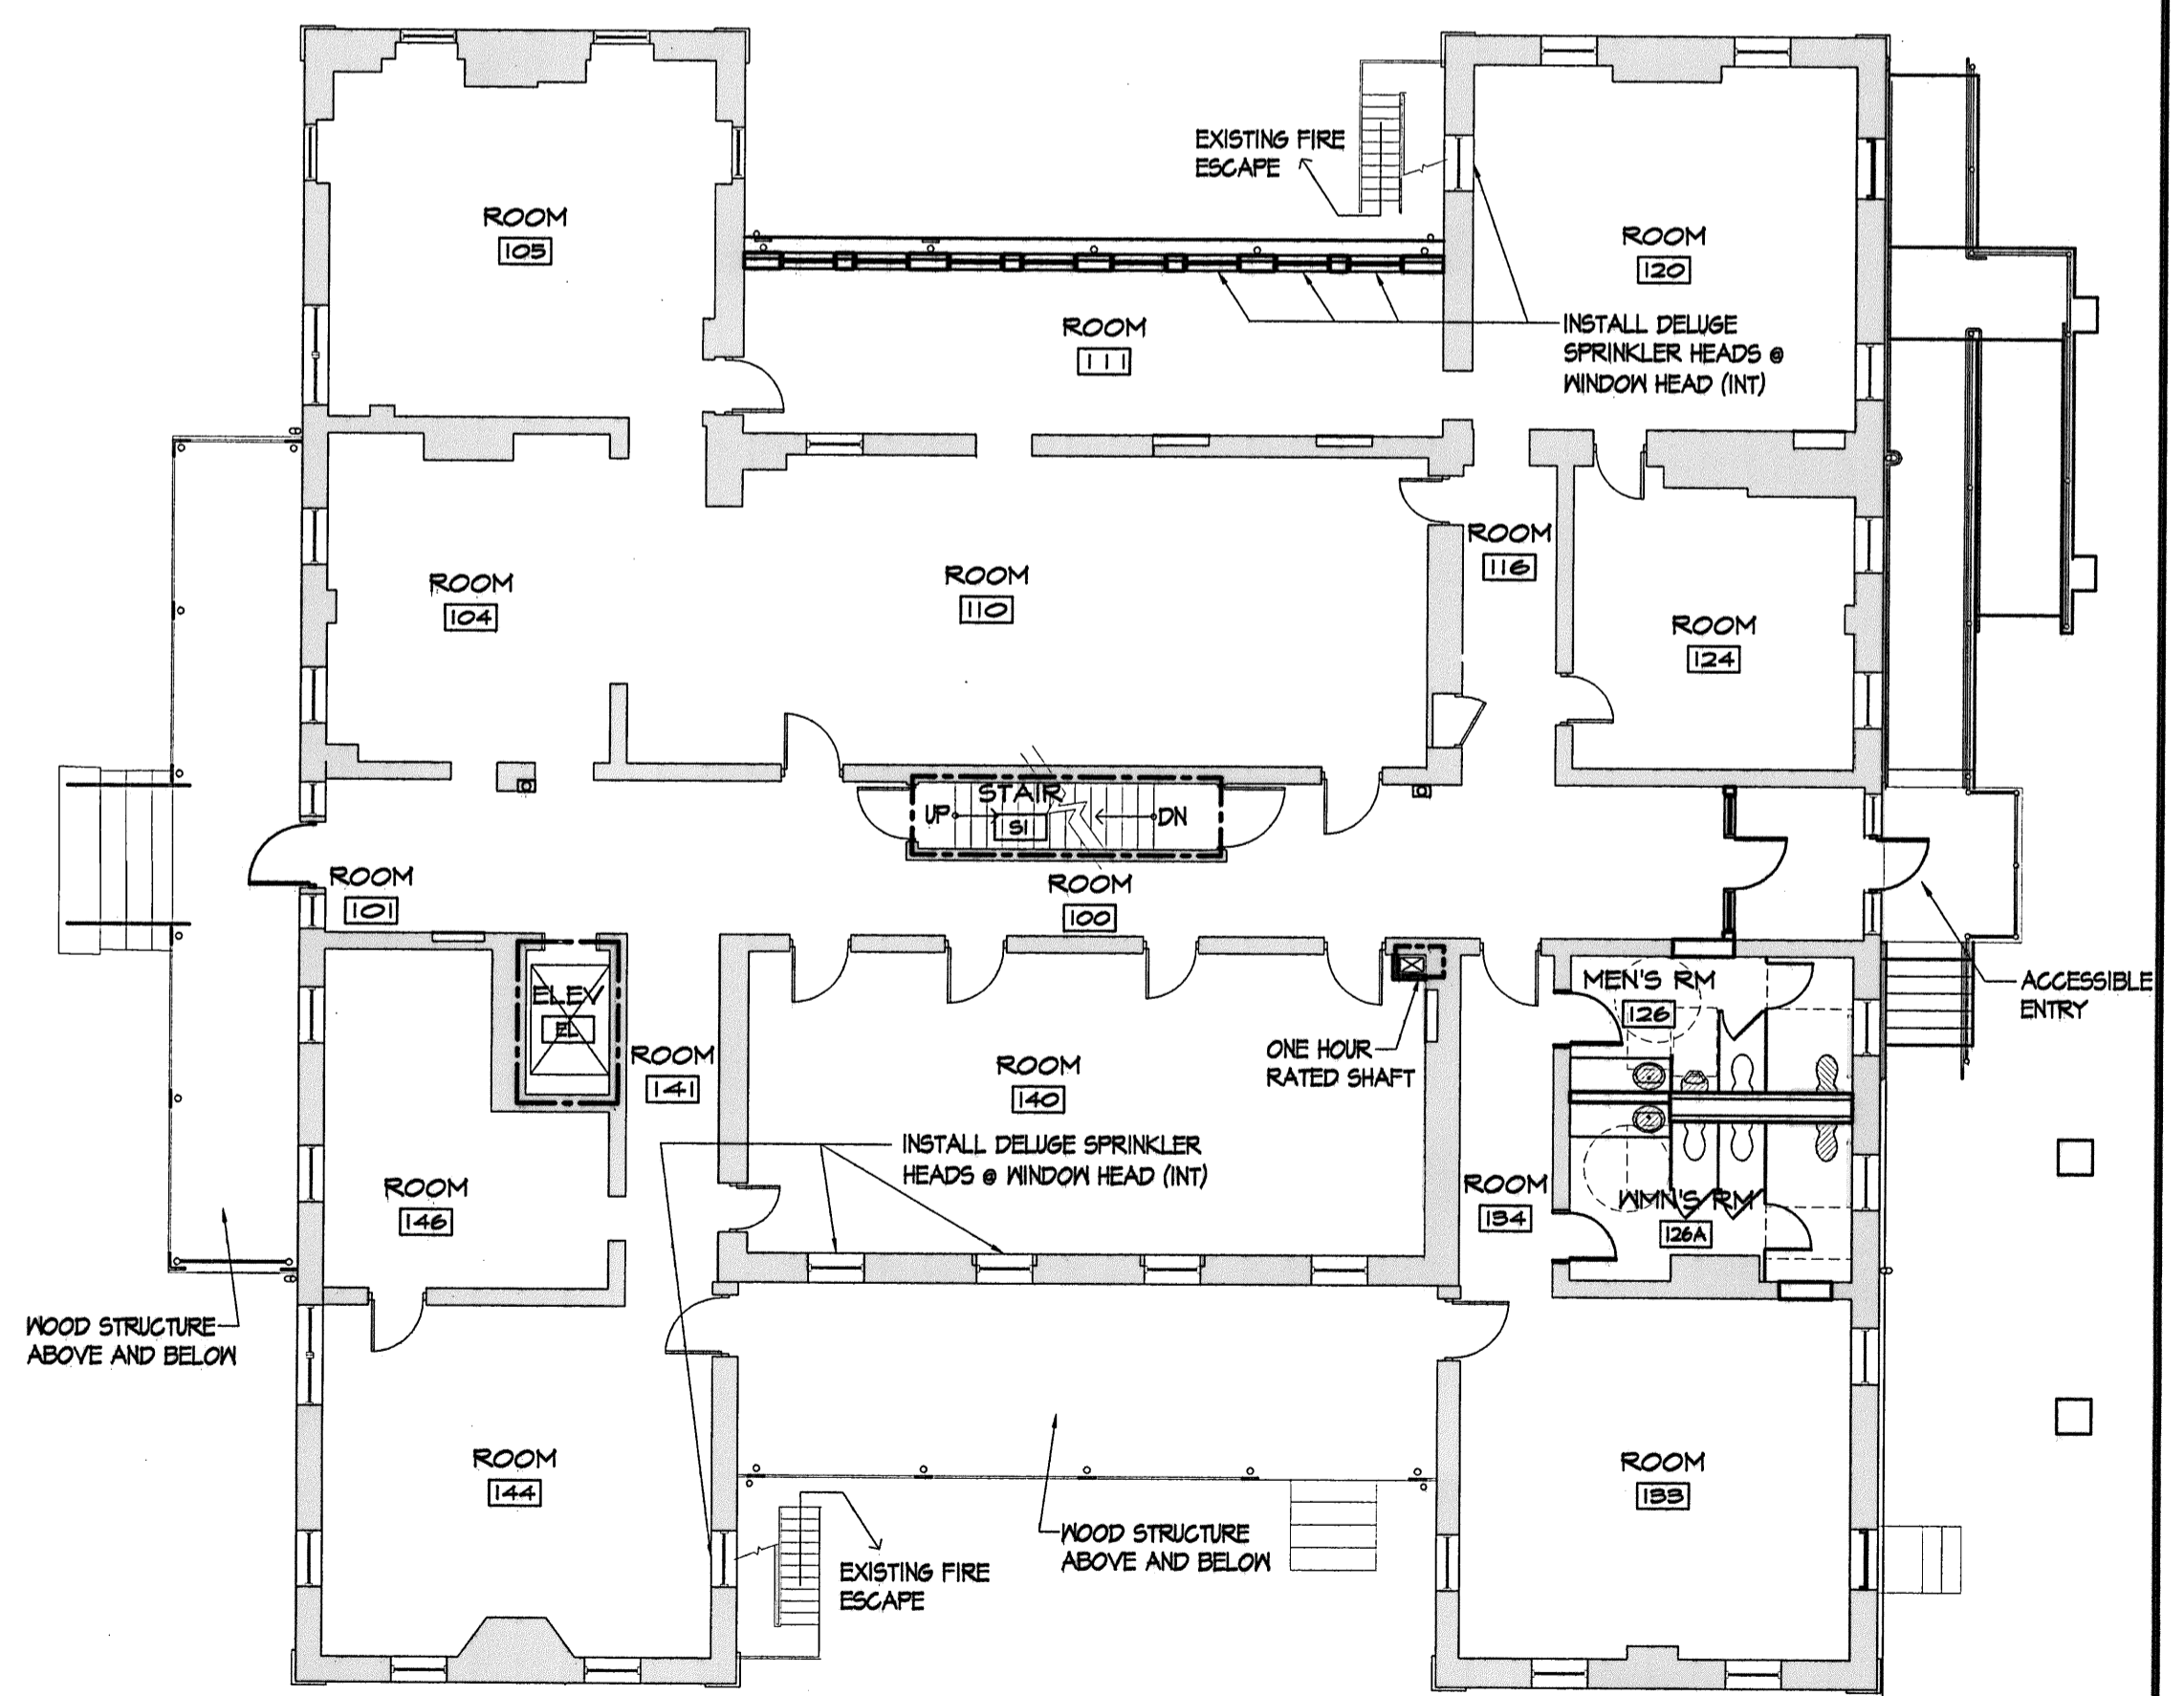 EXISTING FIRE
ESCAPE
ROOM
105
ROOM
120
ROOM
111
INSTALL DELUGE
SPRINKLER HEADS @
WINDOW HEAD (INT)
ROOM
104
ROOM
110
ROOM
116
ROOM
124
STAIR
UP
S1
DN
ROOM
101
ROOM
100
ELEV
EL
ROOM
141
ROOM
140
ONE HOUR
RATED SHAFT
MEN'S RM
126
ACCESSIBLE
ENTRY
INSTALL DELUGE SPRINKLER
HEADS @ WINDOW HEAD (INT)
ROOM
146
ROOM
134
WMN'S RM
126A
WOOD STRUCTURE
ABOVE AND BELOW
ROOM
144
ROOM
133
WOOD STRUCTURE
ABOVE AND BELOW
EXISTING FIRE
ESCAPE